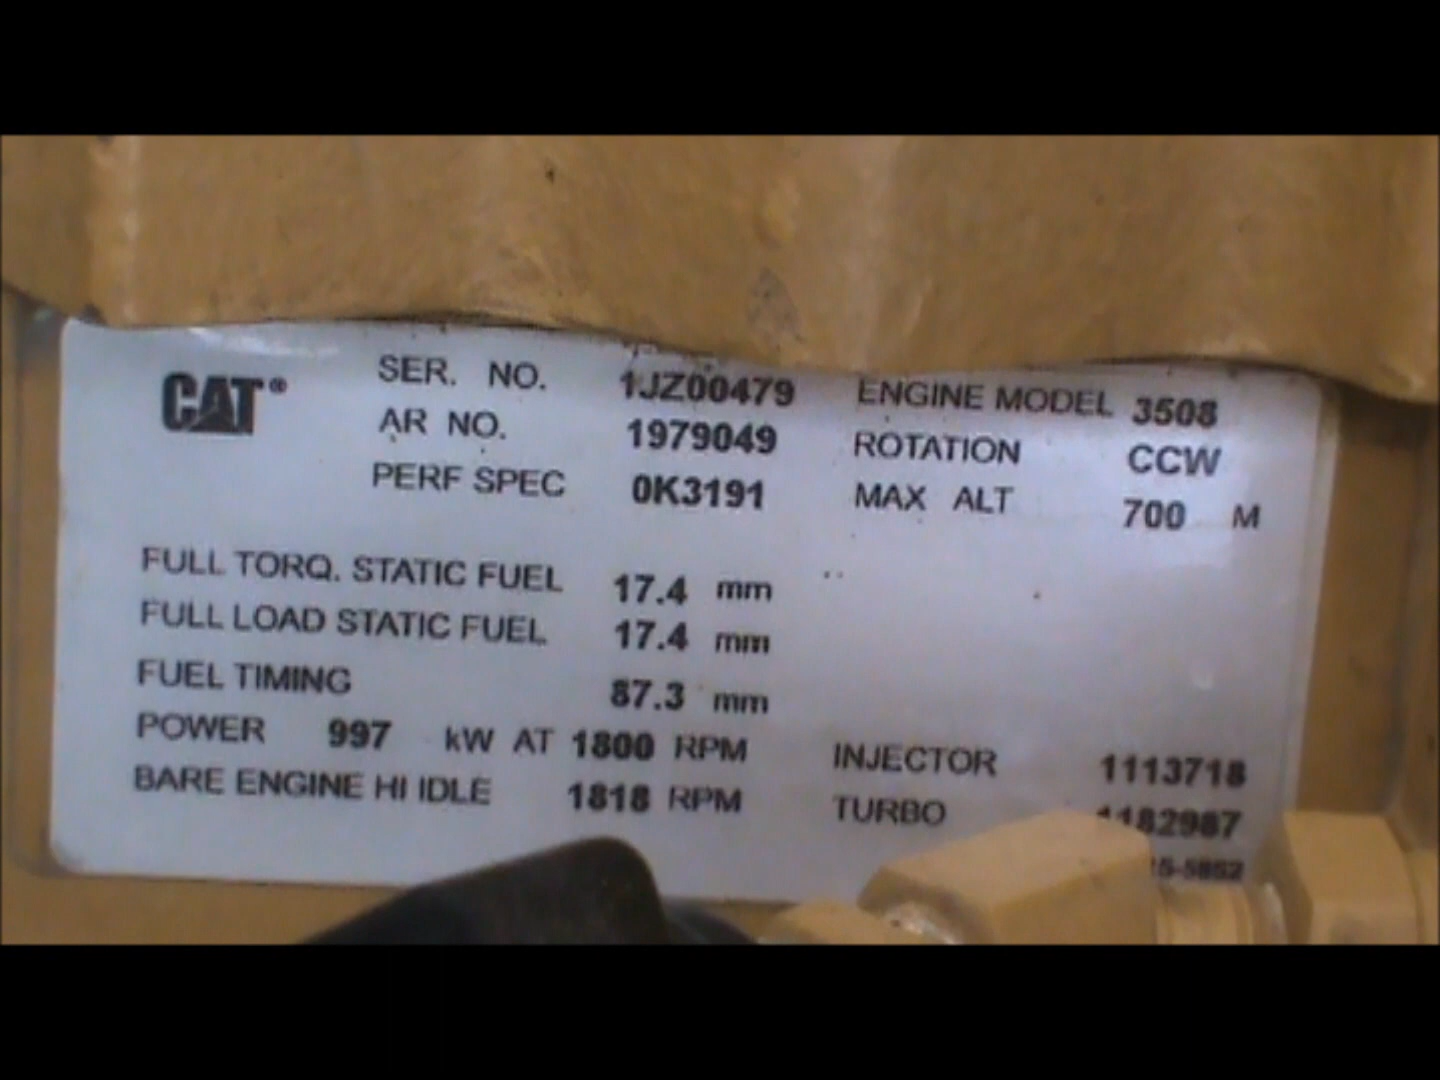 CAT®
SER. NO. 1JZ00479 ENGINE MODEL 3508
AR NO. 1979049 ROTATION CCW
PERF SPEC 0K3191 MAX ALT 700 M
FULL TORQ. STATIC FUEL 17.4 mm
FULL LOAD STATIC FUEL 17.4 mm
FUEL TIMING 87.3 mm
POWER 997 kW AT 1800 RPM INJECTOR 1113718
BARE ENGINE HI IDLE 1818 RPM TURBO 1182987